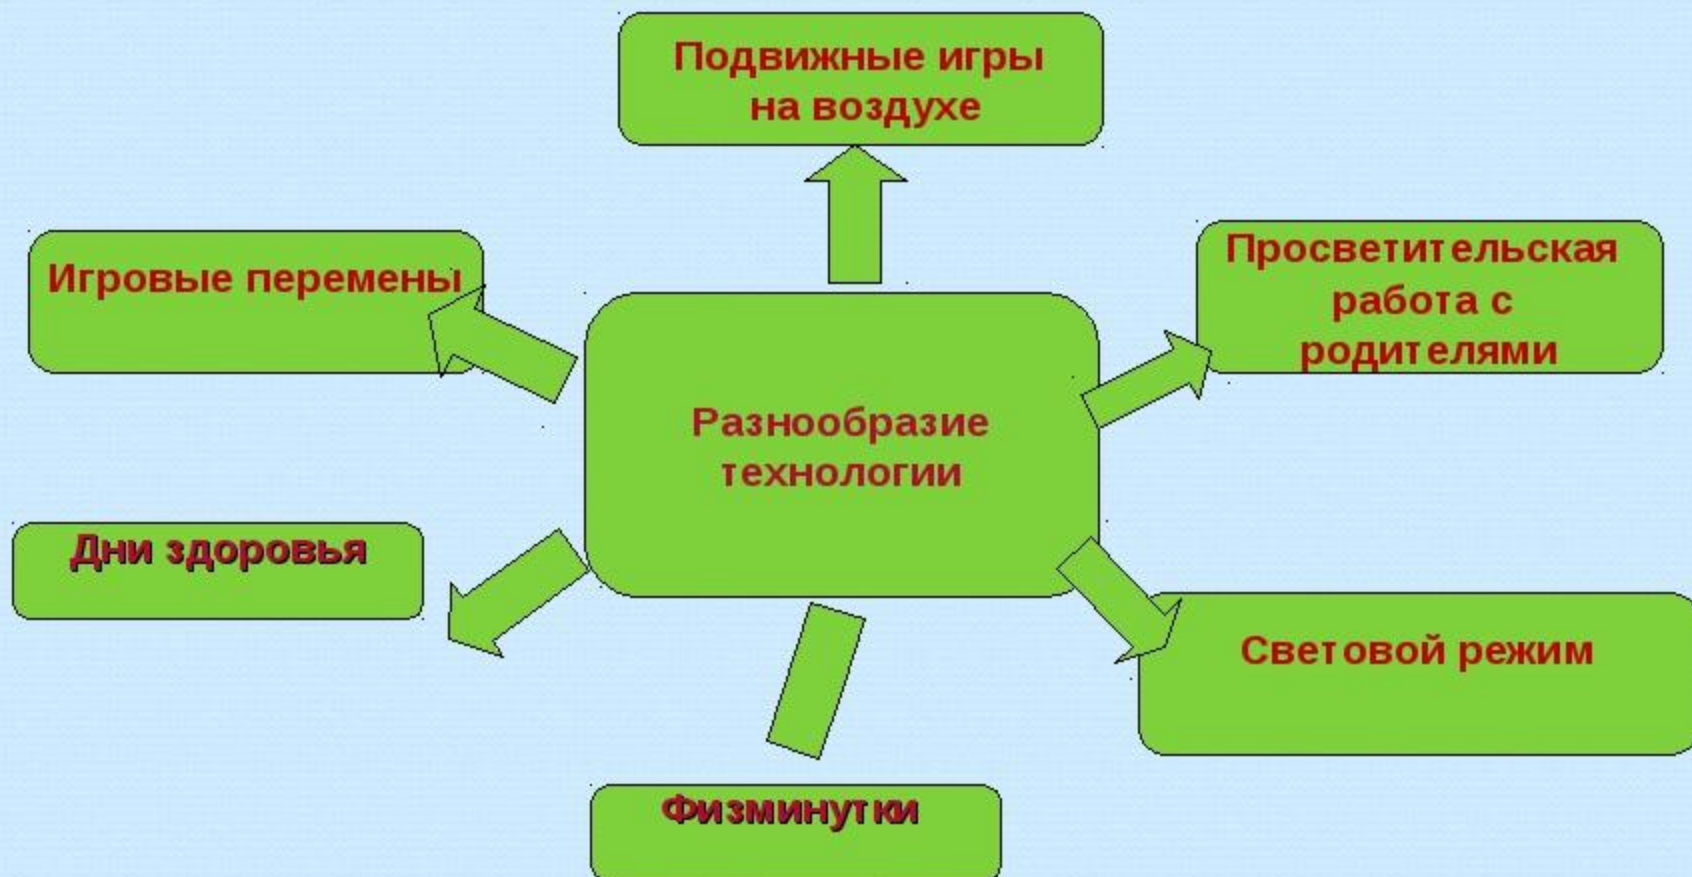 Подвижные игры
на воздухе
Игровые перемены
Просветительская
работа с
родителями
Разнообразие
технологии
Дни здоровья
Световой режим
Физминутки